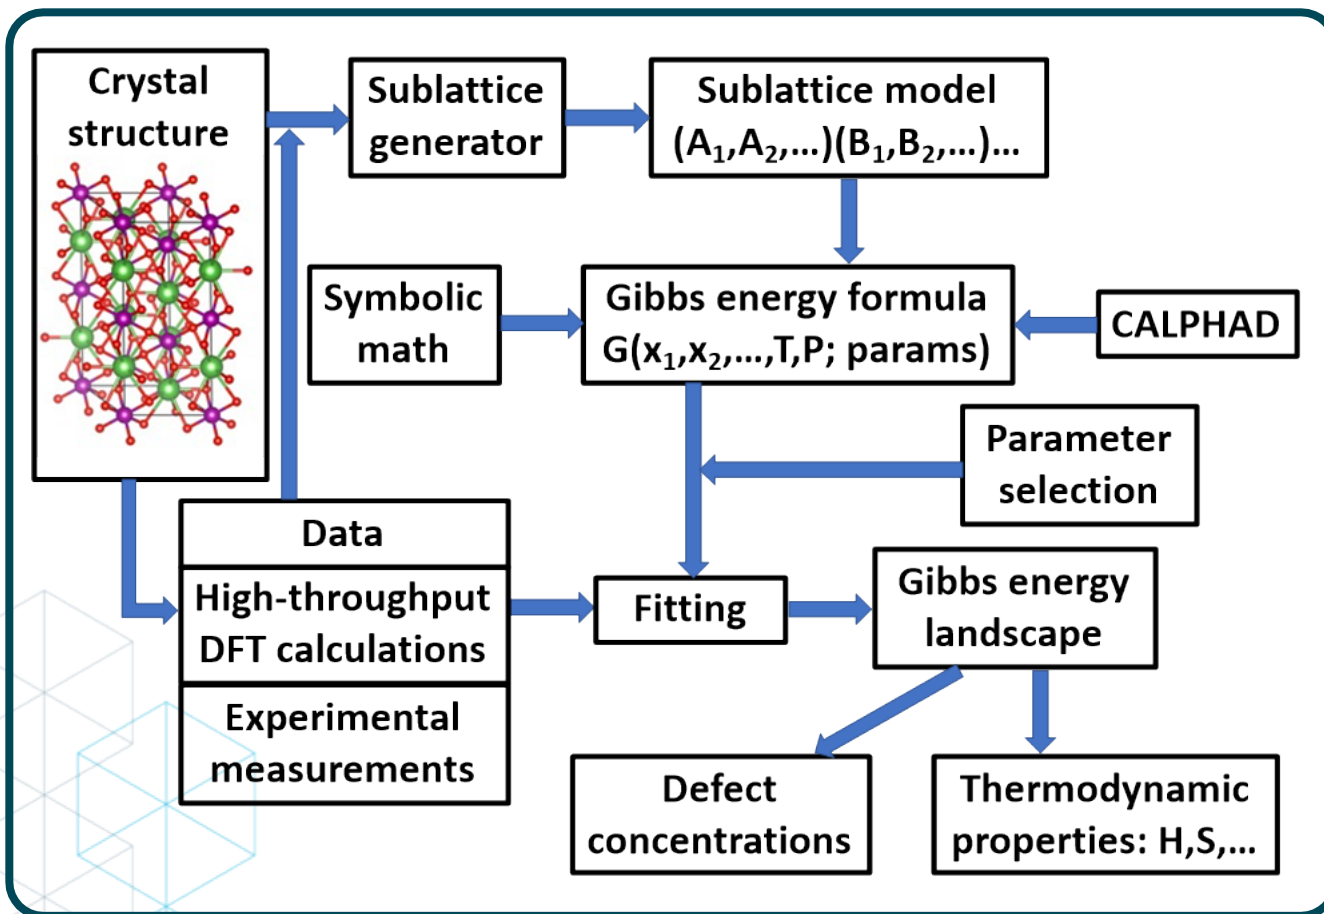 Crystal
structure
Sublattice
generator
Sublattice model
(A₁,A₂,...)(B₁,B₂,...)...
Symbolic
math
Gibbs energy formula
G(x₁,x₂,...,T,P; params)
CALPHAD
Parameter
selection
Data
High-throughput
DFT calculations
Experimental
measurements
Fitting
Gibbs energy
landscape
Defect
concentrations
Thermodynamic
properties: H,S,...